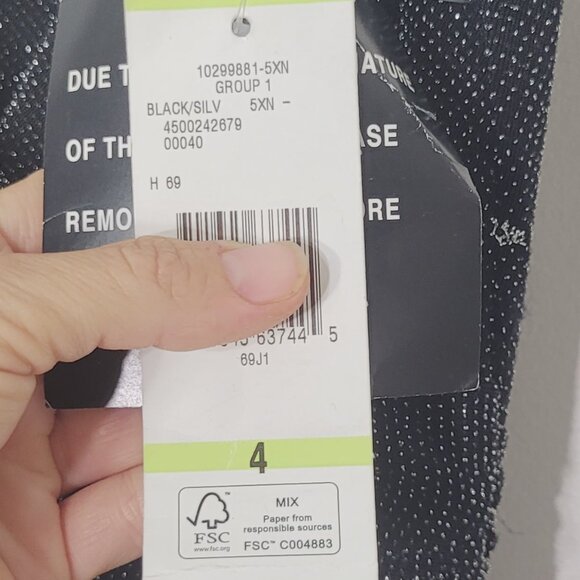 10299881-5XN
GROUP 1
BLACK/SILV 5XN –
4500242679
00040
H 69
63744 5
69J1
4
FSC™
www.fsc.org
MIX
Paper from
responsible sources
FSC™ C004883
DUE T ATURE
OF TH ASE
REMO ORE